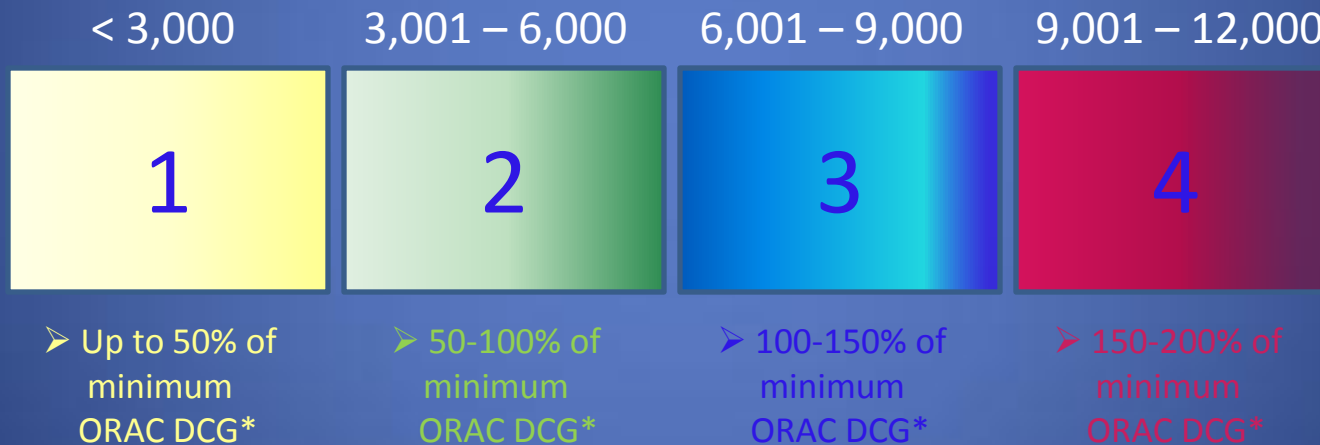 < 3,000
3,001 – 6,000
6,001 – 9,000
9,001 – 12,000
1
2
3
4
➢ Up to 50% of
minimum
ORAC DCG*
➢ 50-100% of
minimum
ORAC DCG*
➢ 100-150% of
minimum
ORAC DCG*
➢ 150-200% of
minimum
ORAC DCG*